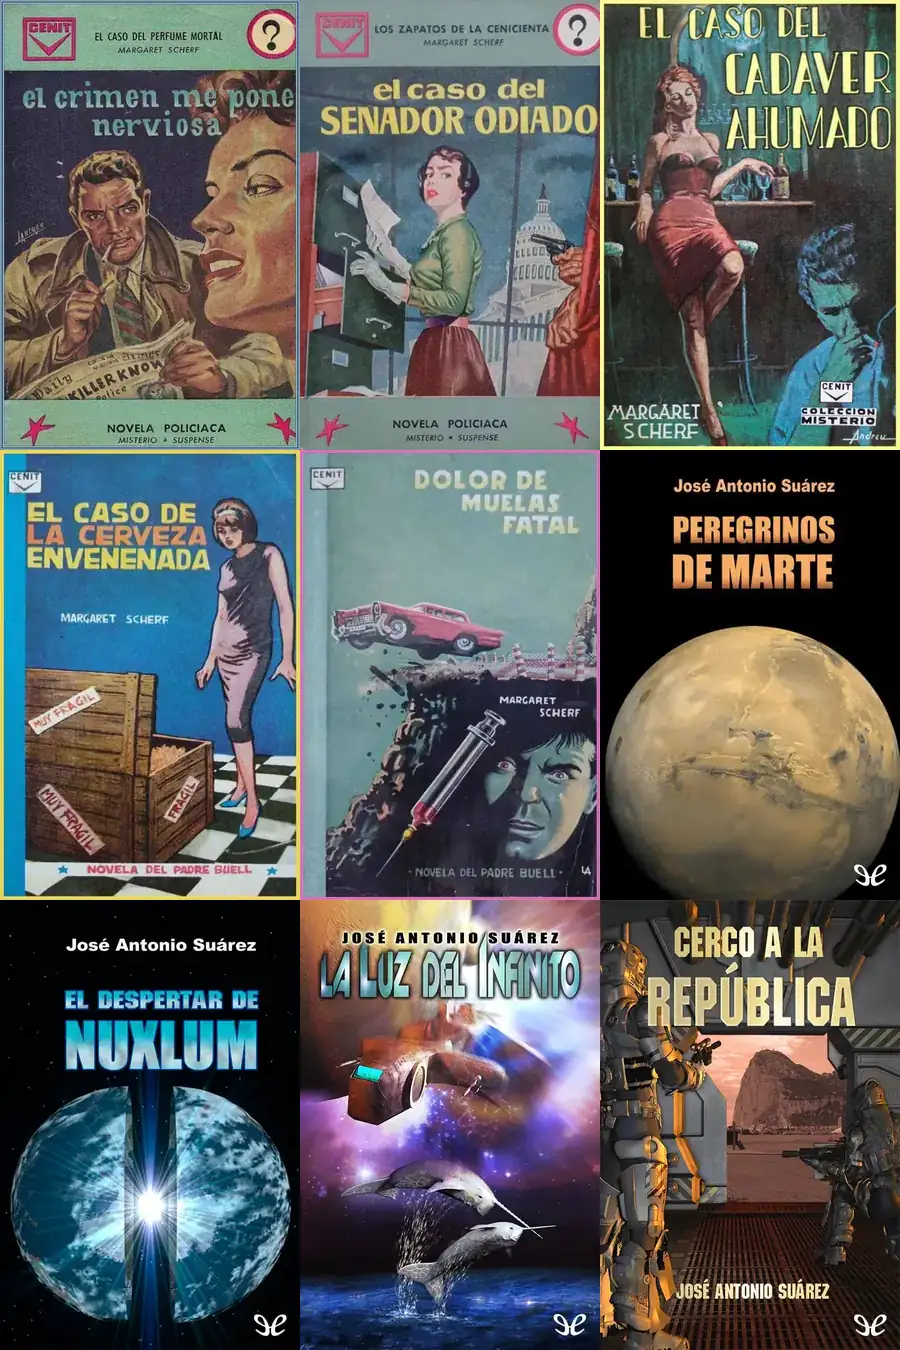 CENIT
EL CASO DEL PERFUME MORTAL
MARGARET SCHERF
?
el crimen me pone
nerviosa
Andreu
Daily
KILLER KNOW
Police
NOVELA POLICIACA
MISTERIO * SUSPENSE
CENIT
LOS ZAPATOS DE LA CENICIENTA
MARGARET SCHERF
?
el caso del
SENADOR ODIADO
NOVELA POLICIACA
MISTERIO * SUSPENSE
EL CASO DEL
CADAVER
AHUMADO
MARGARET
SCHERF
CENIT
COLECCION
MISTERIO
Andreu
CENIT
EL CASO DE
LA CERVEZA
ENVENENADA
MARGARET SCHERF
MUY FRAGIL
MUY FRAGIL
FRAGIL
NOVELA DEL PADRE BUELL
CENIT
DOLOR DE
MUELAS
FATAL
MARGARET
SCHERF
·NOVELA DEL PADRE BUELL·
José Antonio Suárez
PEREGRINOS
DE MARTE
José Antonio Suárez
EL DESPERTAR DE
NUXLUM
JOSÉ ANTONIO SUÁREZ
LA LUZ DEL INFINITO
CERCO A LA
REPÚBLICA
JOSÉ ANTONIO SUÁREZ